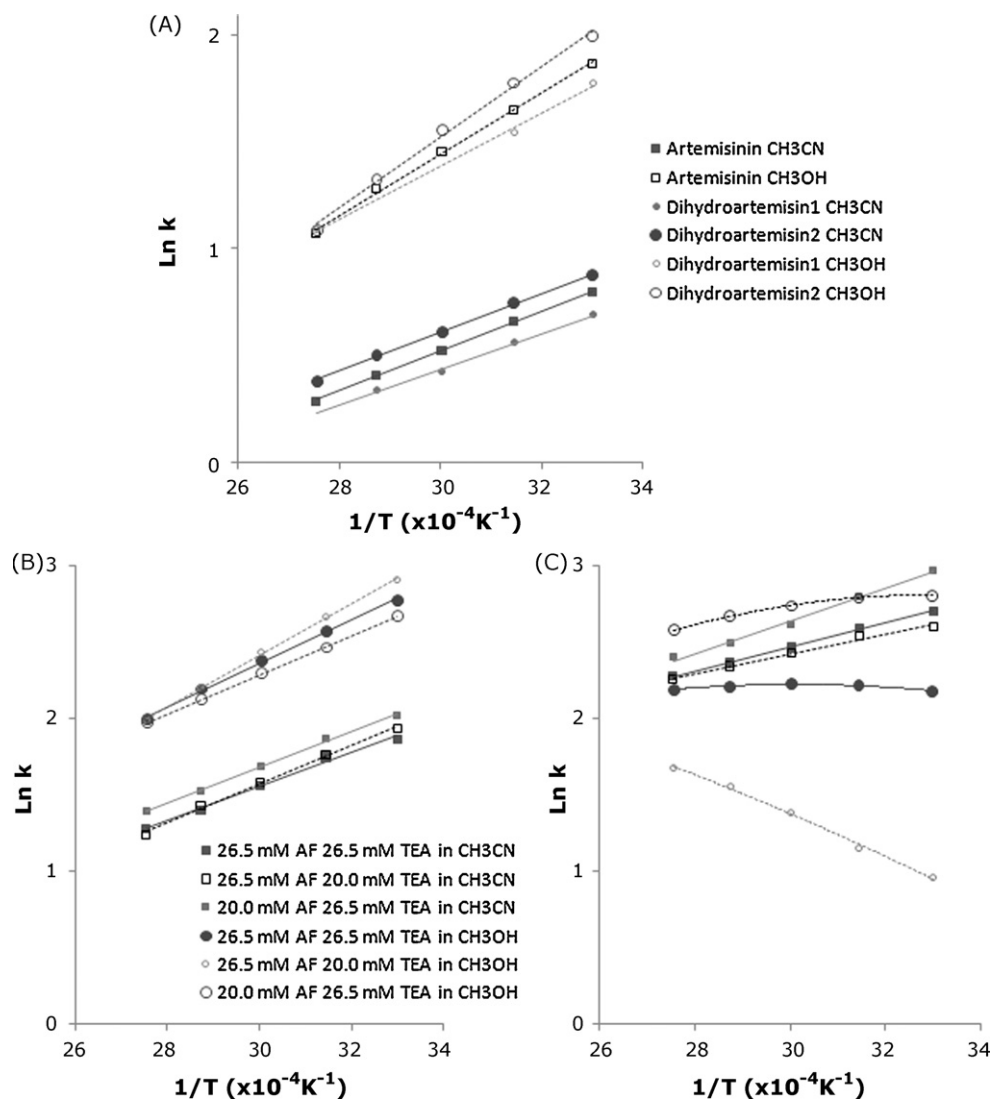 (A)
2
1
0
Ln k
26 28 30 32 34
1/T (x10⁻⁴K⁻¹)
Artemisinin CH3CN
Artemisinin CH3OH
Dihydroartemisin1 CH3CN
Dihydroartemisin2 CH3CN
Dihydroartemisin1 CH3OH
Dihydroartemisin2 CH3OH
(B)
3
2
1
0
Ln k
26.5 mM AF 26.5 mM TEA in CH3CN
26.5 mM AF 20.0 mM TEA in CH3CN
20.0 mM AF 26.5 mM TEA in CH3CN
26.5 mM AF 26.5 mM TEA in CH3OH
26.5 mM AF 20.0 mM TEA in CH3OH
20.0 mM AF 26.5 mM TEA in CH3OH
26 28 30 32 34
1/T (x10⁻⁴K⁻¹)
(C)
3
2
1
0
Ln k
26 28 30 32 34
1/T (x10⁻⁴K⁻¹)